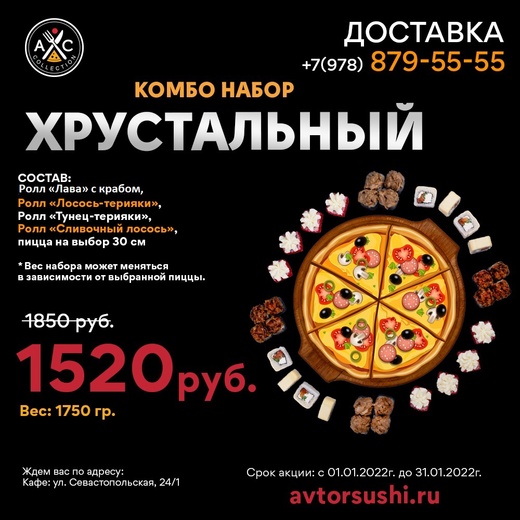 АХС
COLLECTION
ДОСТАВКА
+7(978) 879-55-55
КОМБО НАБОР
ХРУСТАЛЬНЫЙ
СОСТАВ:
Ролл «Лава» с крабом,
Ролл «Лосось-терияки»,
Ролл «Тунец-терияки»,
Ролл «Сливочный лосось»,
пицца на выбор 30 см
*Вес набора может меняться
в зависимости от выбранной пиццы.
1850 руб.
1520 руб.
Вес: 1750 гр.
Ждем вас по адресу:
Кафе: ул. Севастопольская, 24/1
Срок акции: с 01.01.2022г. до 31.01.2022г.
avtorsushi.ru